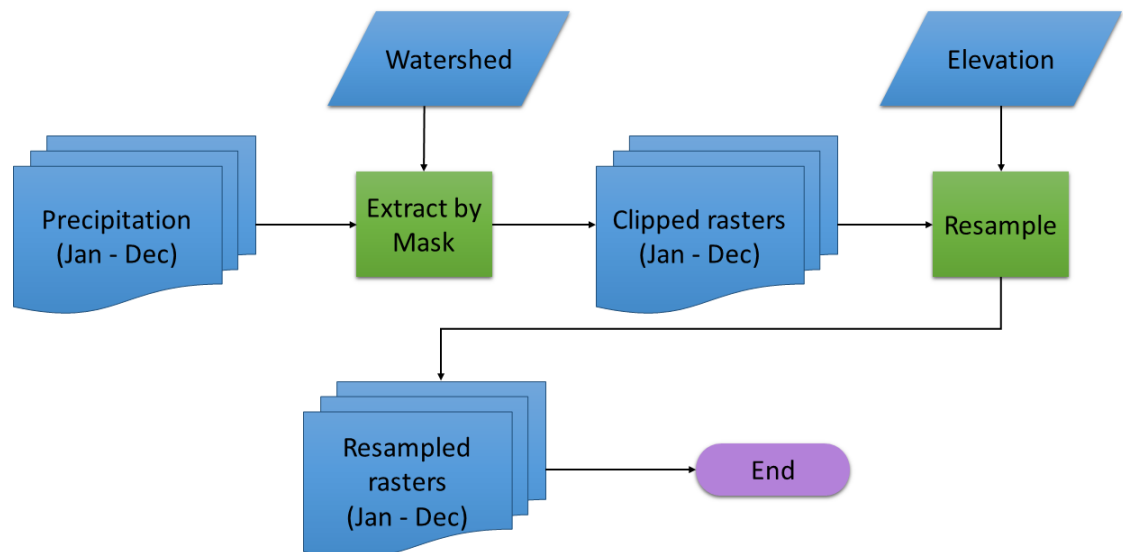 Watershed
Elevation
Precipitation
(Jan - Dec)
Extract by
Mask
Clipped rasters
(Jan - Dec)
Resample
Resampled
rasters
(Jan - Dec)
End